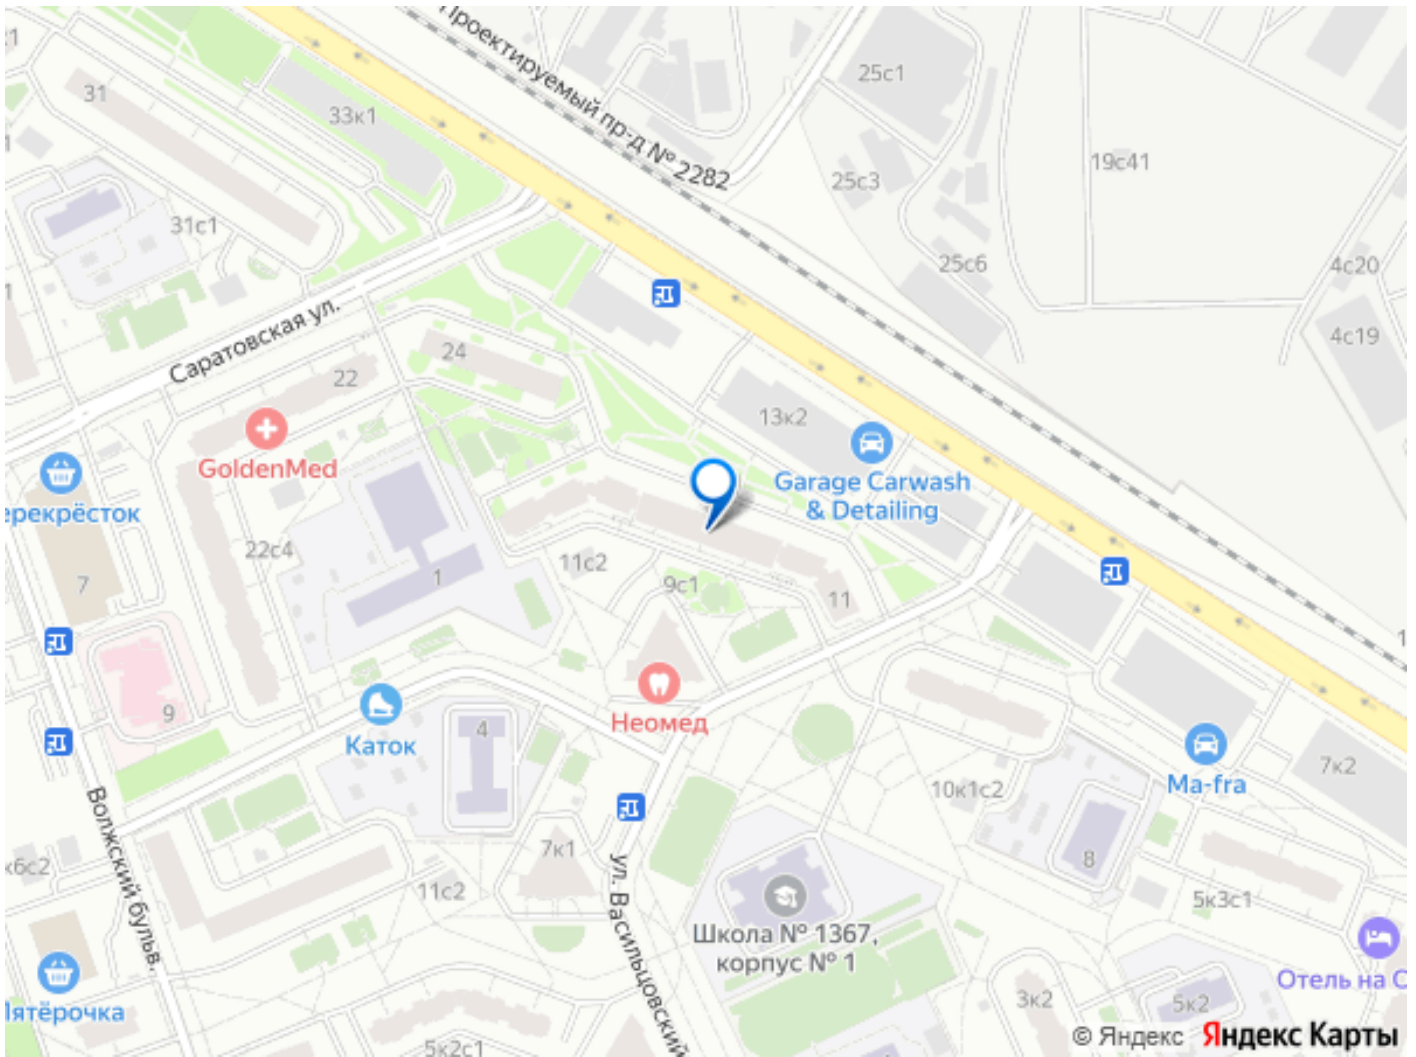 Проектируемый пр-д № 2282
25с1
31
33к1
19с41
25с3
31с1
25с6
4с20
4с19
Саратовская ул.
24
22
13к2
GoldenMed
Garage Carwash
& Detailing
7
22с4
1
11с2
9с1
11
9
Неомед
4
Каток
7к2
10к1с2
Ma-fra
Волжский бульв.
7к1
8
11с2
ул. Васильцовский
5к3с1
Школа № 1367,
корпус № 1
Отель на
3к2
5к2
5к2с1
© Яндекс Яндекс Карты